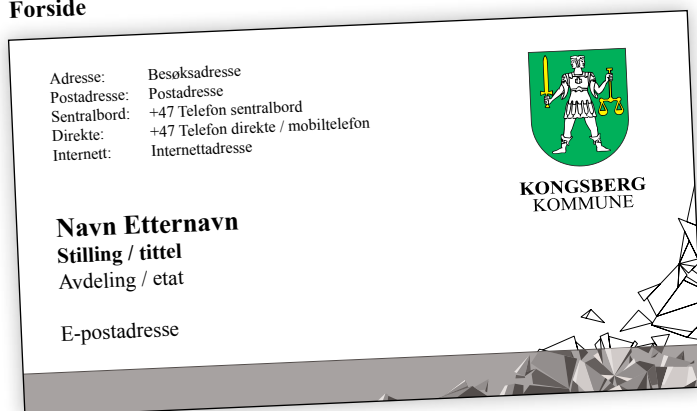 Forside
Adresse: Besøksadresse
Postadresse: Postadresse
Sentralbord: +47 Telefon sentralbord
Direkte: +47 Telefon direkte / mobiltelefon
Internett: Internettadresse
KONGSBERG
KOMMUNE
Navn Etternavn
Stilling / tittel
Avdeling / etat
E-postadresse